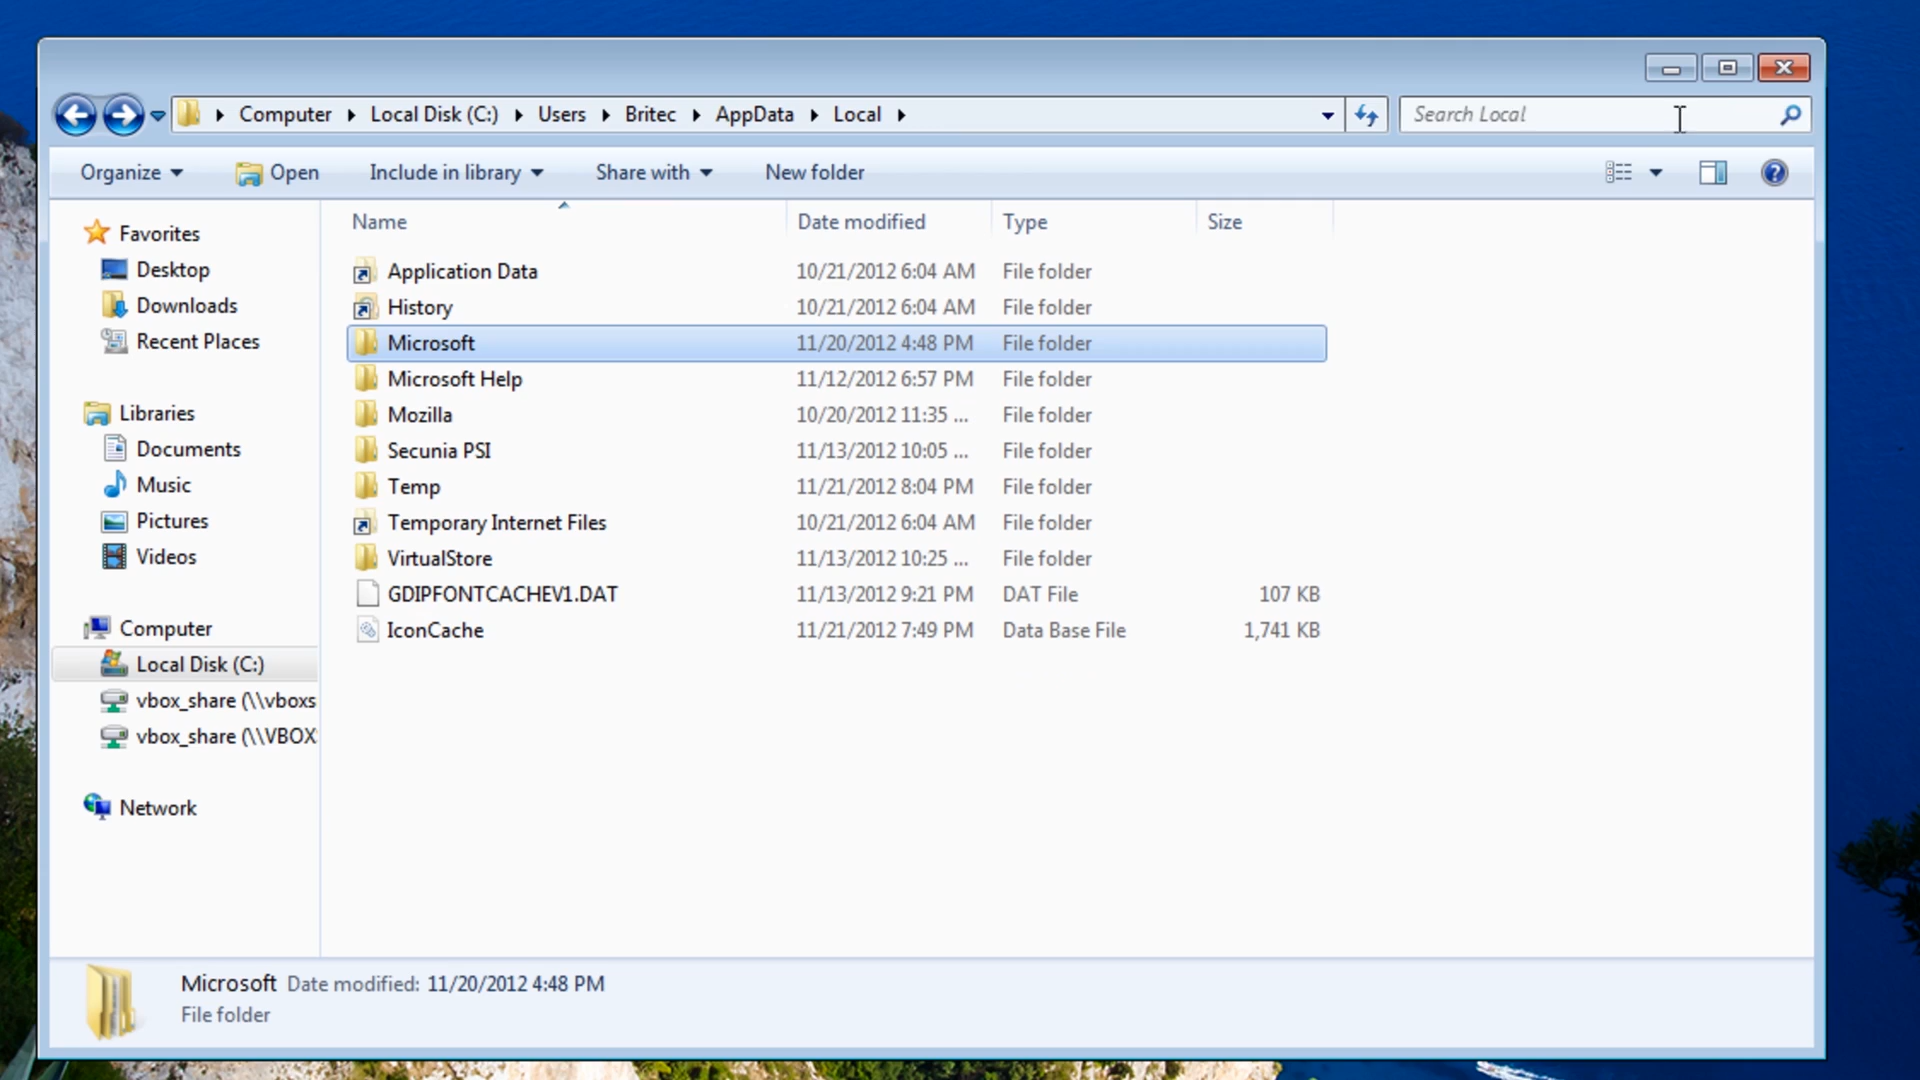 Computer Local Disk (C:) Users Britec AppData Local Search Local
Organize Open Include in library Share with New folder
Name Date modified Type Size
Favorites
Desktop
Downloads
Recent Places
Libraries
Documents
Music
Pictures
Videos
Computer
Local Disk (C:)
vbox_share (\\vboxs
vbox_share (\\VBOX
Network
Application Data 10/21/2012 6:04 AM File folder
History 10/21/2012 6:04 AM File folder
Microsoft 11/20/2012 4:48 PM File folder
Microsoft Help 11/12/2012 6:57 PM File folder
Mozilla 10/20/2012 11:35 ... File folder
Secunia PSI 11/13/2012 10:05 ... File folder
Temp 11/21/2012 8:04 PM File folder
Temporary Internet Files 10/21/2012 6:04 AM File folder
VirtualStore 11/13/2012 10:25 ... File folder
GDIPFONTCACHEV1.DAT 11/13/2012 9:21 PM DAT File 107 KB
IconCache 11/21/2012 7:49 PM Data Base File 1,741 KB
Microsoft Date modified: 11/20/2012 4:48 PM
File folder